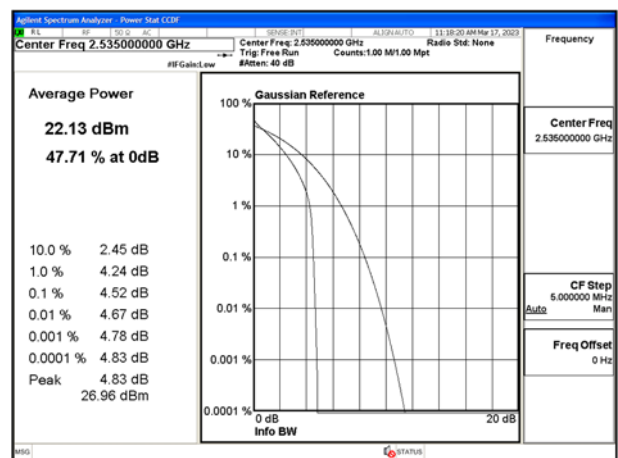 Agilent Spectrum Analyzer - Power Stat CCDF
RL RF 50 Ω AC SENSE:INT ALIGNAUTO 11:18:20 AM Mar 17, 2023
Center Freq 2.535000000 GHz
Center Freq: 2.535000000 GHz Radio Std: None
Trig: Free Run Counts:1.00 M/1.00 Mpt
#IFGain:Low #Atten: 40 dB
Frequency
Average Power
22.13 dBm
47.71 % at 0dB
10.0 % 2.45 dB
1.0 % 4.24 dB
0.1 % 4.52 dB
0.01 % 4.67 dB
0.001 % 4.78 dB
0.0001 % 4.83 dB
Peak 4.83 dB
26.96 dBm
Gaussian Reference
100 %
10 %
1 %
0.1 %
0.01 %
0.001 %
0.0001 %
0 dB 20 dB
Info BW
Center Freq
2.535000000 GHz
CF Step
5.000000 MHz
Auto Man
Freq Offset
0 Hz
MSG STATUS